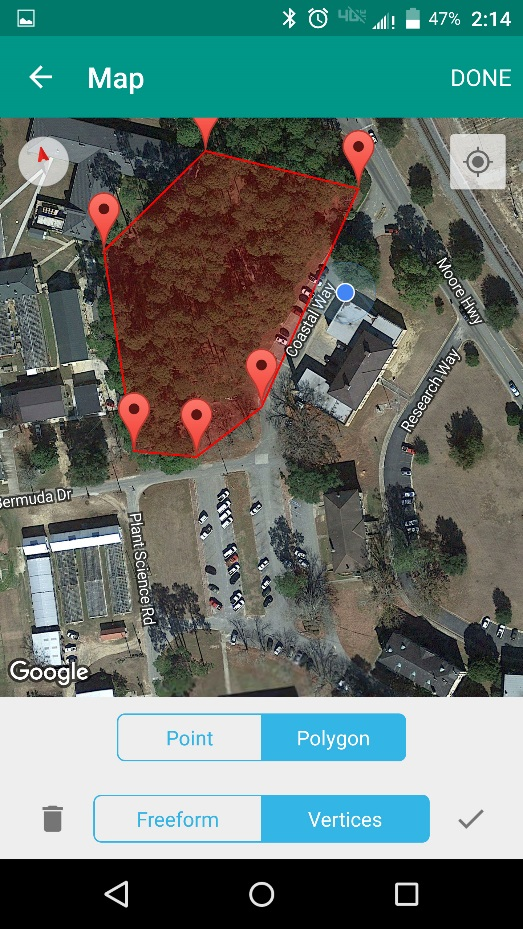 47% 2:14
Map DONE
Moore Hwy
Coastal Way
Research Way
Bermuda Dr
Plant Science Rd
Google
Point Polygon
Freeform Vertices